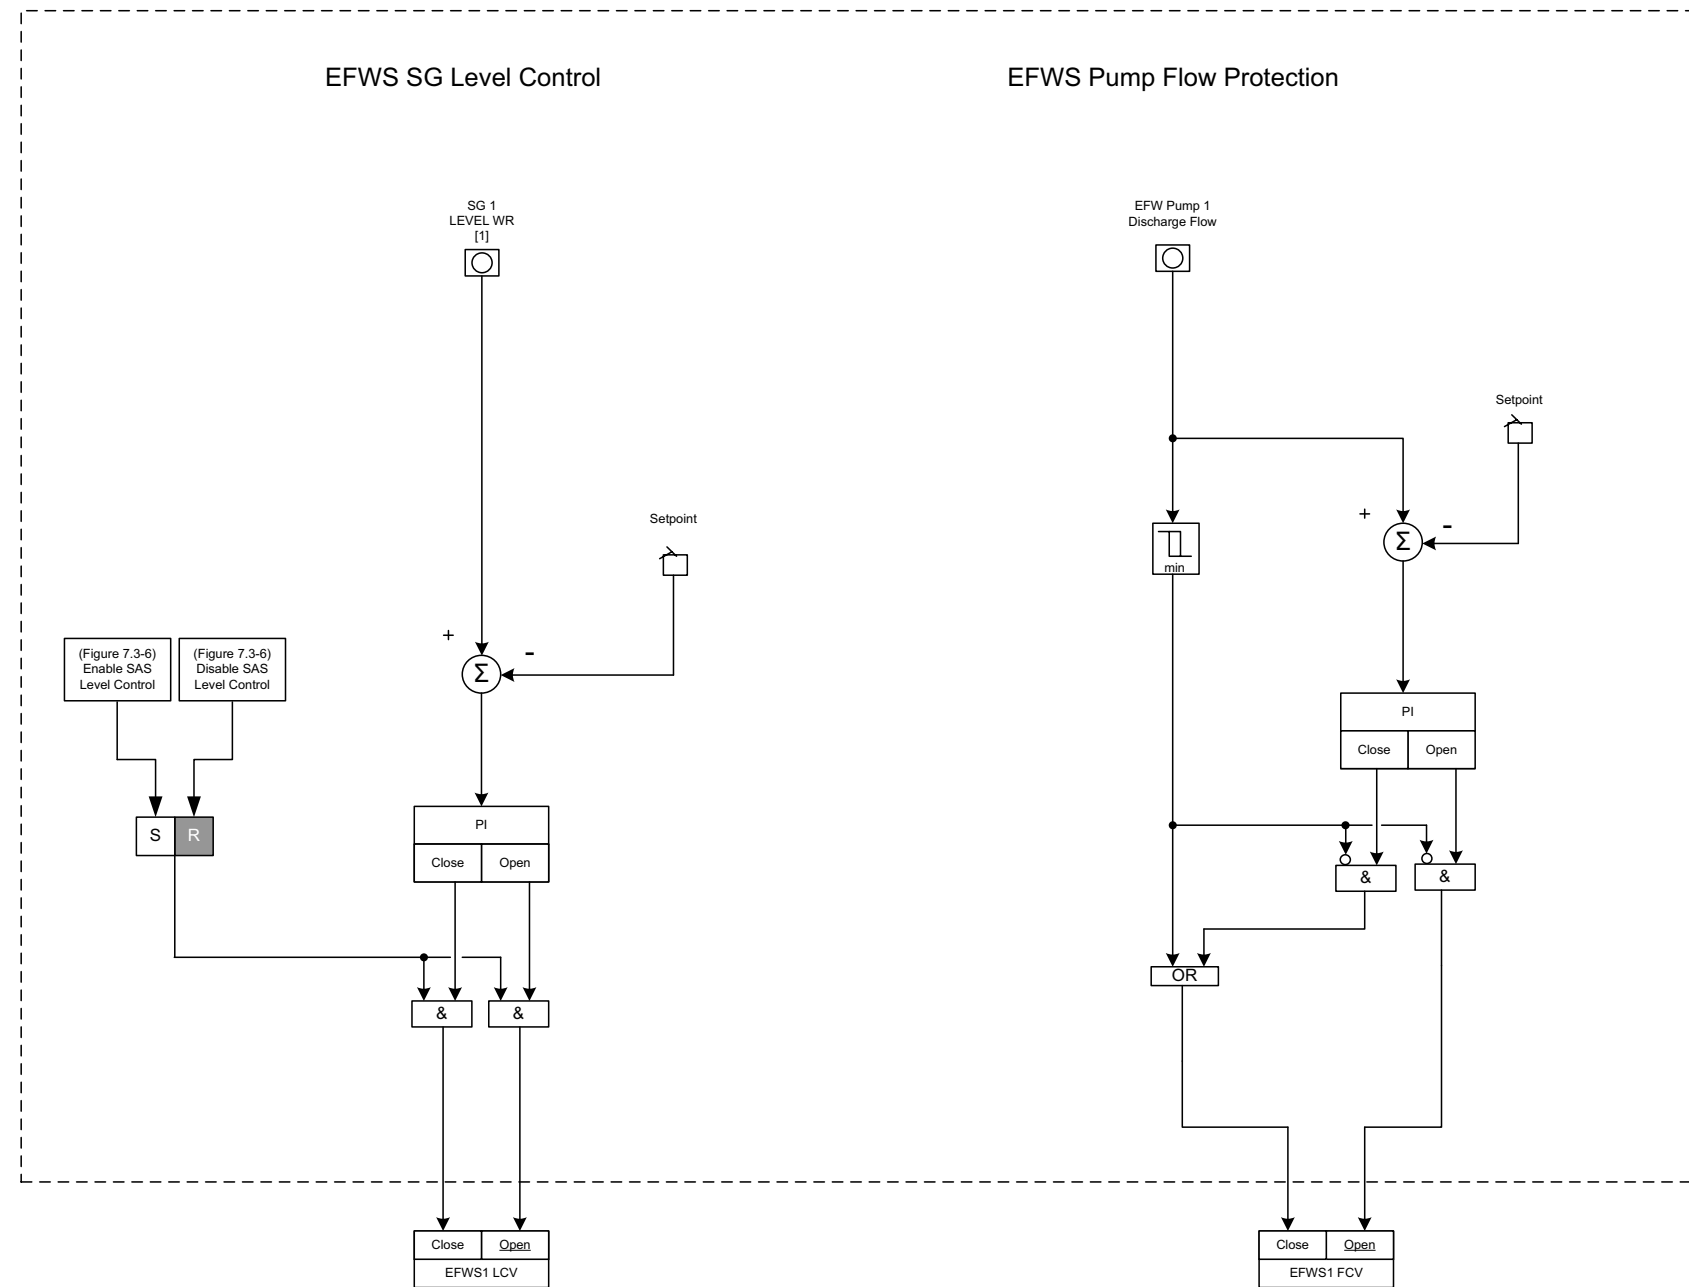 EFWS SG Level Control
EFWS Pump Flow Protection
SG 1
LEVEL WR
[1]
EFW Pump 1
Discharge Flow
Setpoint
+
-
Σ
min
Setpoint
+
-
Σ
(Figure 7.3-6)
Enable SAS
Level Control
(Figure 7.3-6)
Disable SAS
Level Control
PI
Close
Open
S
R
PI
Close
Open
&
&
&
&
OR
Close
Open
EFWS1 LCV
Close
Open
EFWS1 FCV